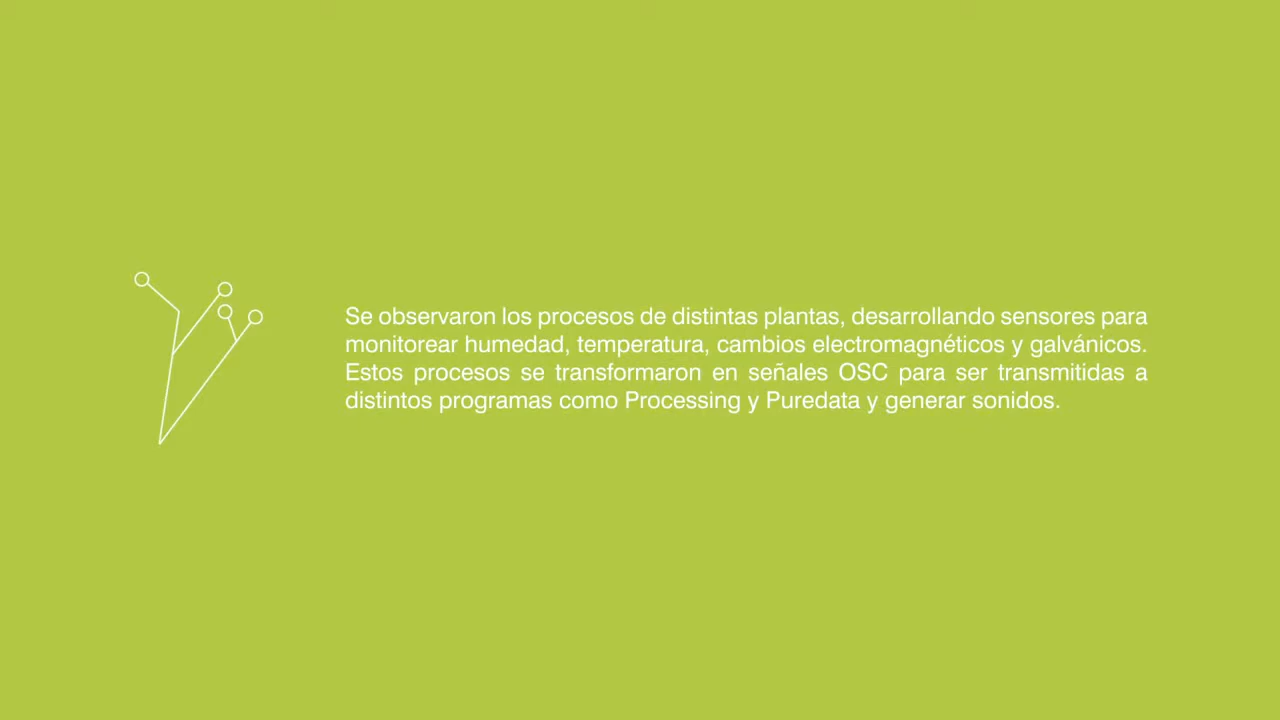 Se observaron los procesos de distintas plantas, desarrollando sensores para
monitorear humedad, temperatura, cambios electromagnéticos y galvánicos.
Estos procesos se transformaron en señales OSC para ser transmitidas a
distintos programas como Processing y Puredata y generar sonidos.